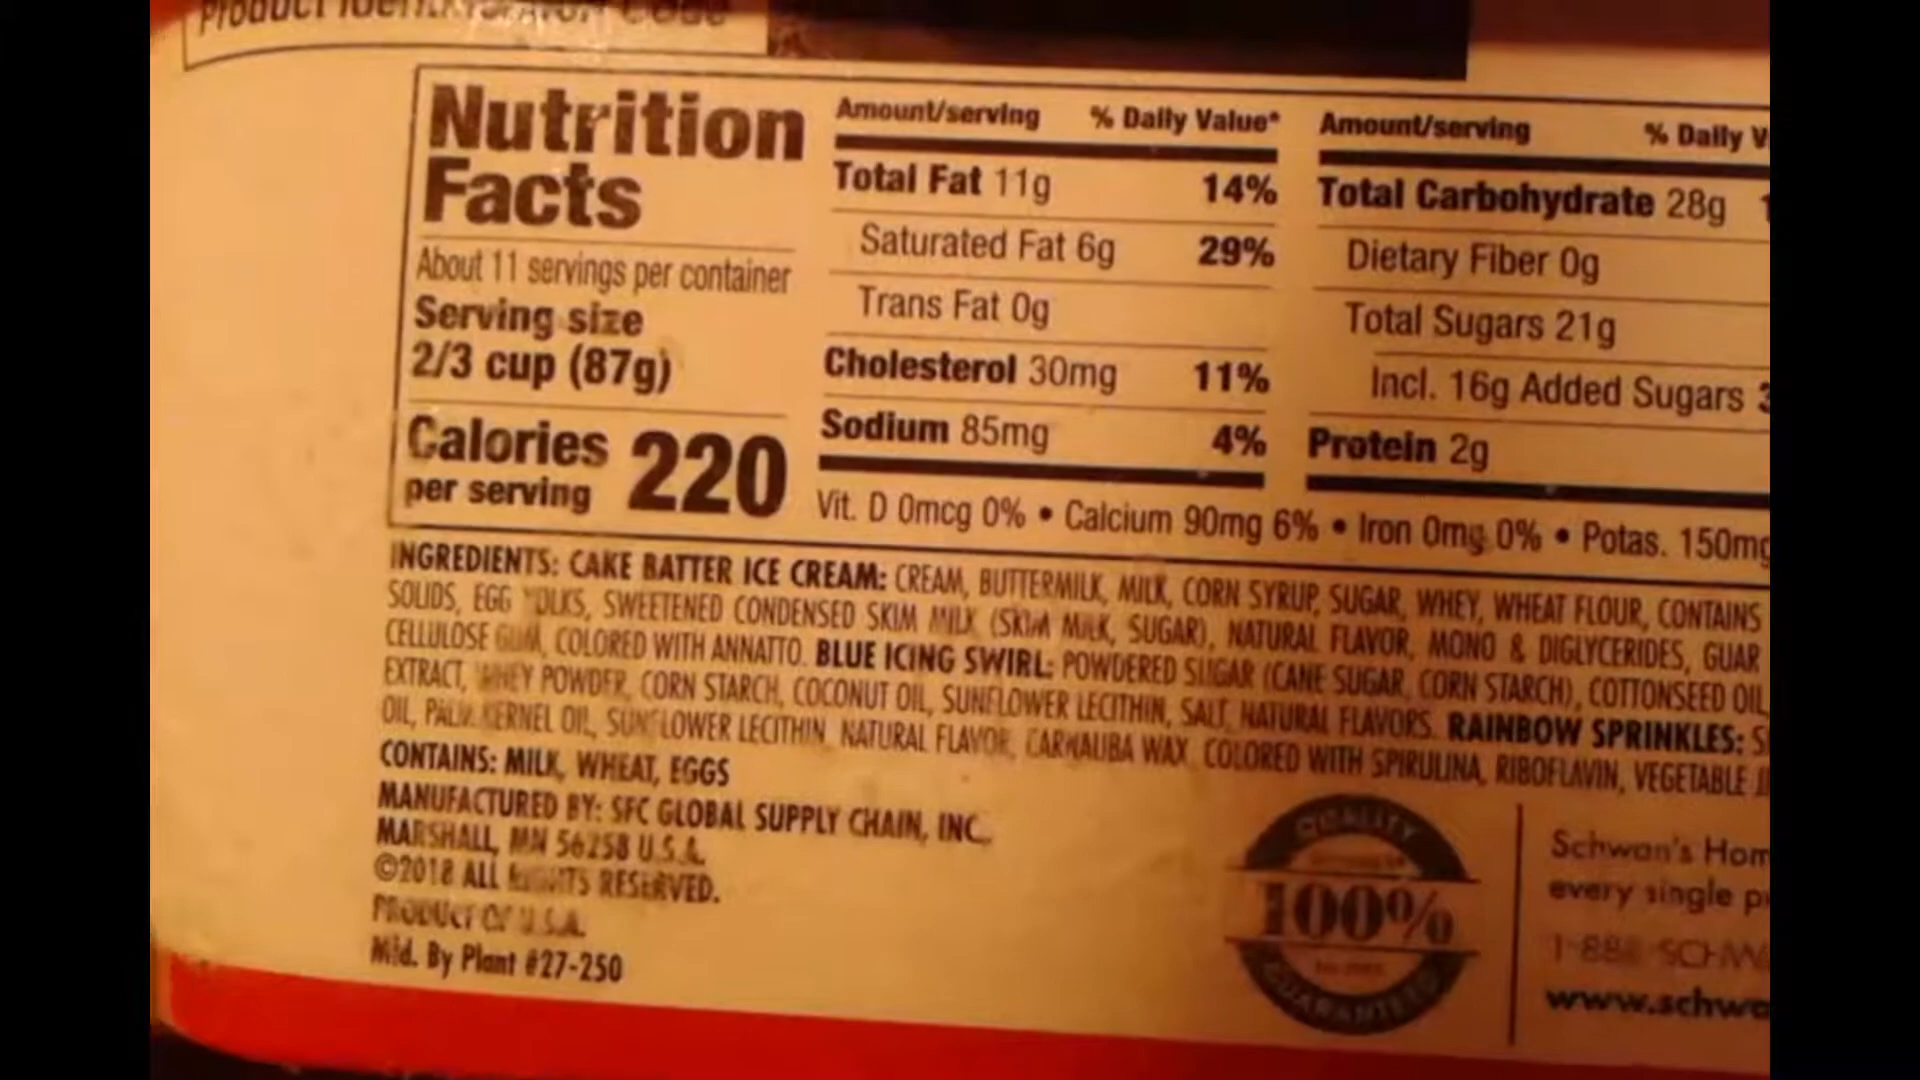 Product Identification Code
Nutrition
Facts
About 11 servings per container
Serving size
2/3 cup (87g)
Calories
per serving 220
Amount/serving % Daily Value*
Total Fat 11g 14%
Saturated Fat 6g 29%
Trans Fat 0g
Cholesterol 30mg 11%
Sodium 85mg 4%
Amount/serving % Daily V
Total Carbohydrate 28g 1
Dietary Fiber 0g
Total Sugars 21g
Incl. 16g Added Sugars 3
Protein 2g
Vit. D 0mcg 0% • Calcium 90mg 6% • Iron 0mg 0% • Potas. 150mg
INGREDIENTS: CAKE BATTER ICE CREAM: CREAM, BUTTERMILK, MILK, CORN SYRUP, SUGAR, WHEY, WHEAT FLOUR, CONTAINS
SOLIDS, EGG YOLKS, SWEETENED CONDENSED SKIM MILK (SKIM MILK, SUGAR), NATURAL FLAVOR, MONO & DIGLYCERIDES, GUAR
CELLULOSE GUM, COLORED WITH ANNATTO. BLUE ICING SWIRL: POWDERED SUGAR (CANE SUGAR, CORN STARCH), COTTONSEED OIL,
EXTRACT, WHEY POWDER, CORN STARCH, COCONUT OIL, SUNFLOWER LECITHIN, SALT, NATURAL FLAVORS. RAINBOW SPRINKLES:
OIL, PALM KERNEL OIL, SUNFLOWER LECITHIN, NATURAL FLAVOR, CARNAUBA WAX, COLORED WITH SPIRULINA, RIBOFLAVIN, VEGETABLE
CONTAINS: MILK, WHEAT, EGGS
MANUFACTURED BY: SFC GLOBAL SUPPLY CHAIN, INC.
MARSHALL, MN 56258 U.S.A.
©2018 ALL RIGHTS RESERVED.
PRODUCT OF U.S.A.
Mfd. By Plant #27-250
QUALITY
100%
GUARANTEED
Schwan's Hom
every single p
1-888-SCHWA
www.schwa